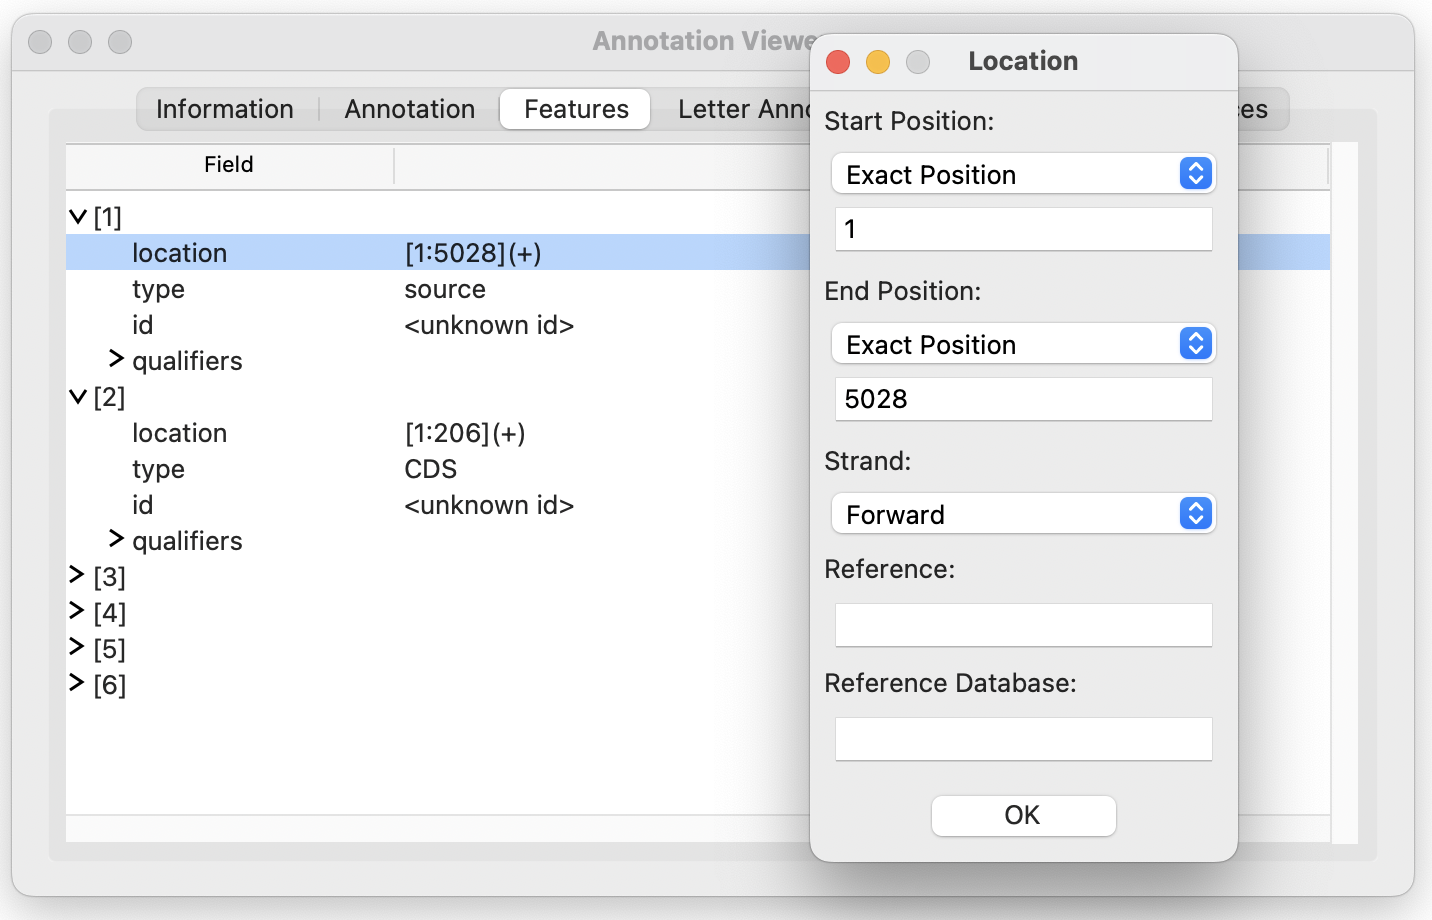 Annotation Viewe
Information
Annotation
Features
Letter Anno
es
Field
[1]
location [1:5028](+)
type source
id <unknown id>
qualifiers
[2]
location [1:206](+)
type CDS
id <unknown id>
qualifiers
[3]
[4]
[5]
[6]
Location
Start Position:
Exact Position
1
End Position:
Exact Position
5028
Strand:
Forward
Reference:
Reference Database:
OK